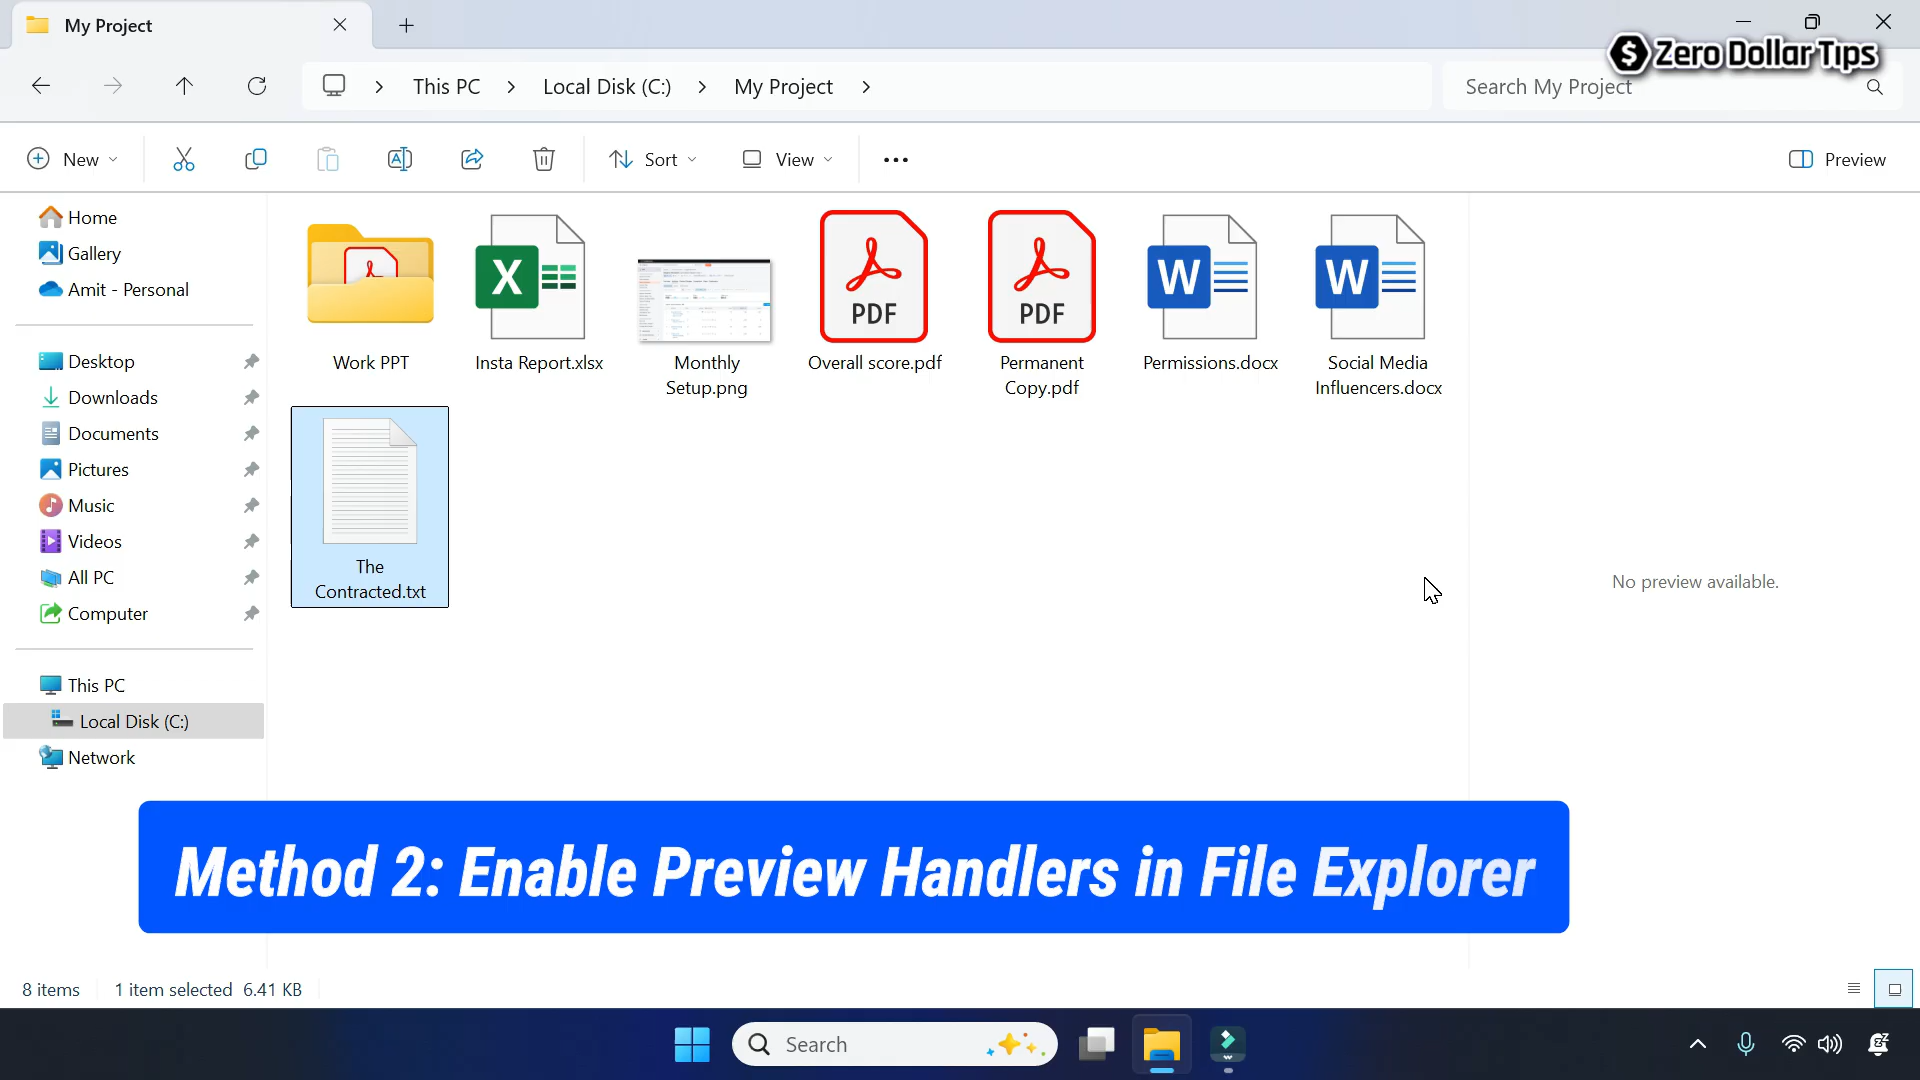 My Project
Zero Dollar Tips
This PC
Local Disk (C:)
My Project
Search My Project
New
Sort
View
Preview
Home
Gallery
Amit - Personal
Desktop
Downloads
Documents
Pictures
Music
Videos
All PC
Computer
This PC
Local Disk (C:)
Network
Work PPT
Insta Report.xlsx
Monthly
Setup.png
PDF
Overall score.pdf
PDF
Permanent
Copy.pdf
Permissions.docx
Social Media
Influencers.docx
The
Contracted.txt
No preview available.
Method 2: Enable Preview Handlers in File Explorer
8 items
1 item selected 6.41 KB
Search